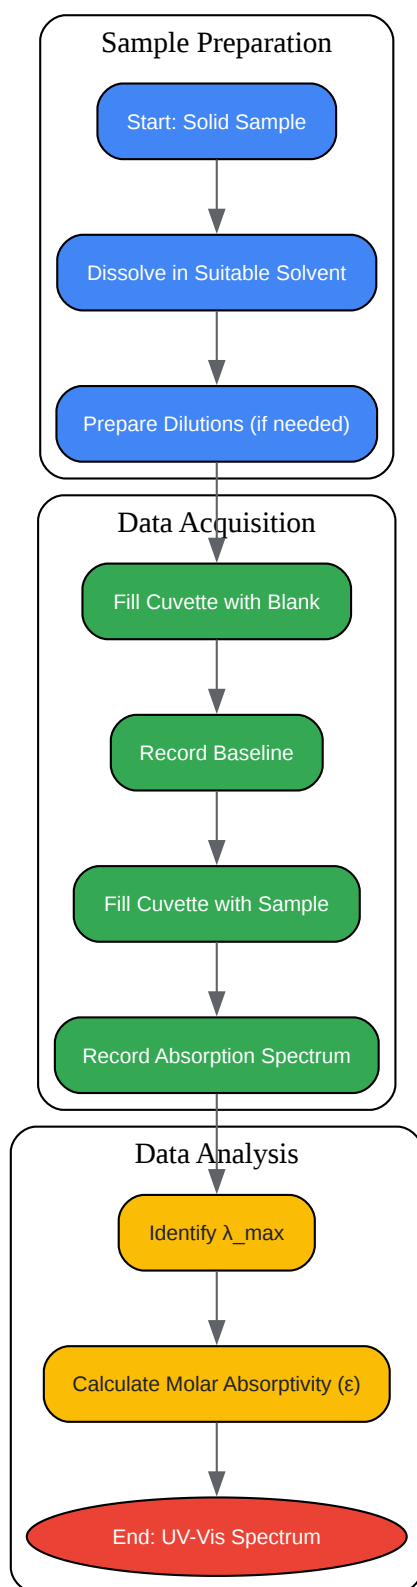 Sample Preparation
Start: Solid Sample
Dissolve in Suitable Solvent
Prepare Dilutions (if needed)
Data Acquisition
Fill Cuvette with Blank
Record Baseline
Fill Cuvette with Sample
Record Absorption Spectrum
Data Analysis
Identify λ_max
Calculate Molar Absorptivity (ε)
End: UV-Vis Spectrum